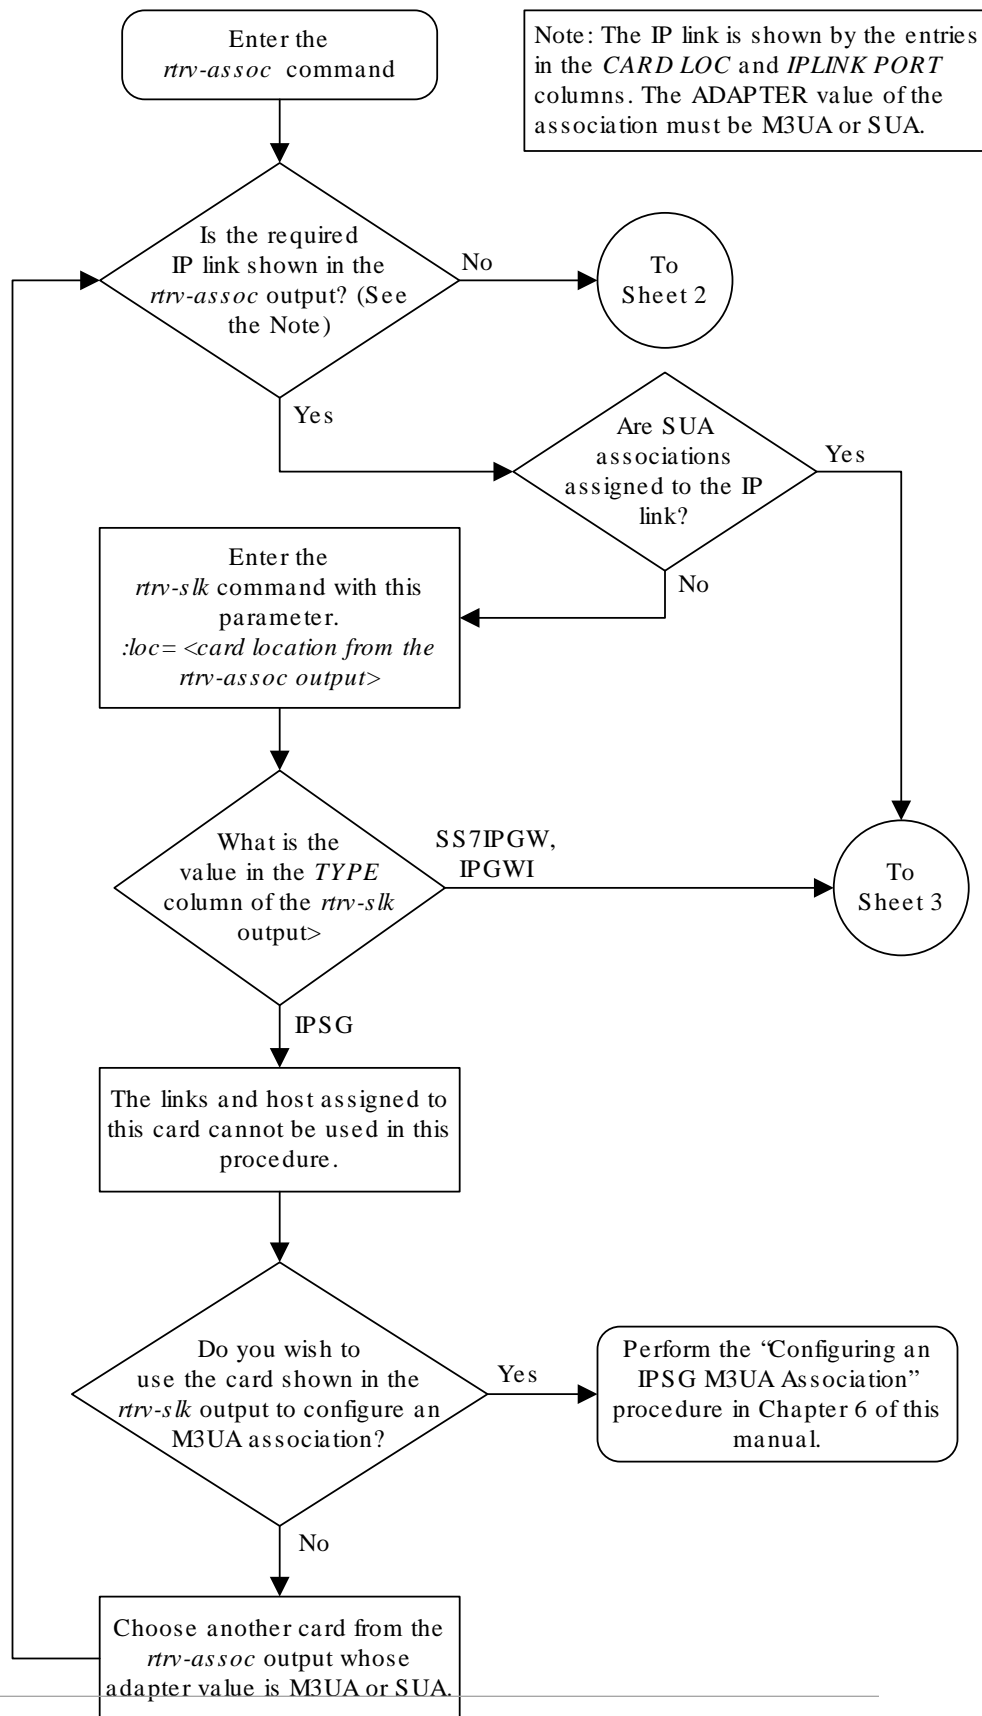 Enter the
rtrv-assoc command
Note: The IP link is shown by the entries
in the CARD LOC and IPLINK PORT
columns. The ADAPTER value of the
association must be M3UA or SUA.
Is the required
IP link shown in the
rtrv-assoc output? (See
the Note)
No
To
Sheet 2
Yes
Are SUA
associations
assigned to the IP
link?
Yes
No
Enter the
rtrv-slk command with this
parameter.
:loc= <card location from the
rtrv-assoc output>
What is the
value in the TYPE
column of the rtrv-slk
output>
SS7IPGW,
IPGWI
To
Sheet 3
IPSG
The links and host assigned to
this card cannot be used in this
procedure.
Do you wish to
use the card shown in the
rtrv-slk output to configure an
M3UA association?
Yes
Perform the “Configuring an
IPSG M3UA Association”
procedure in Chapter 6 of this
manual.
No
Choose another card from the
rtrv-assoc output whose
adapter value is M3UA or SUA.